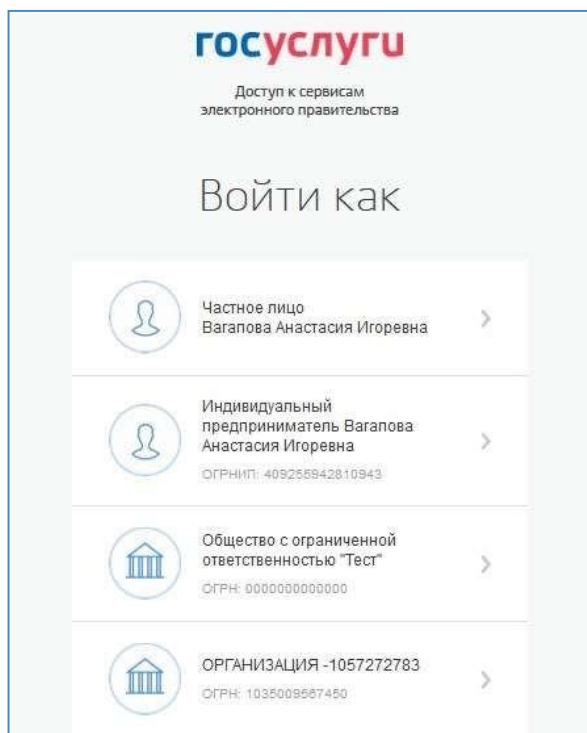 госуслуги
Доступ к сервисам
электронного правительства
Войти как
Частное лицо
Вагапова Анастасия Игоревна
Индивидуальный
предприниматель Вагапова
Анастасия Игоревна
ОГРНИП: 409255942810943
Общество с ограниченной
ответственностью "Тест"
ОГРН: 0000000000000
ОРГАНИЗАЦИЯ -1057272783
ОГРН: 1035009567450